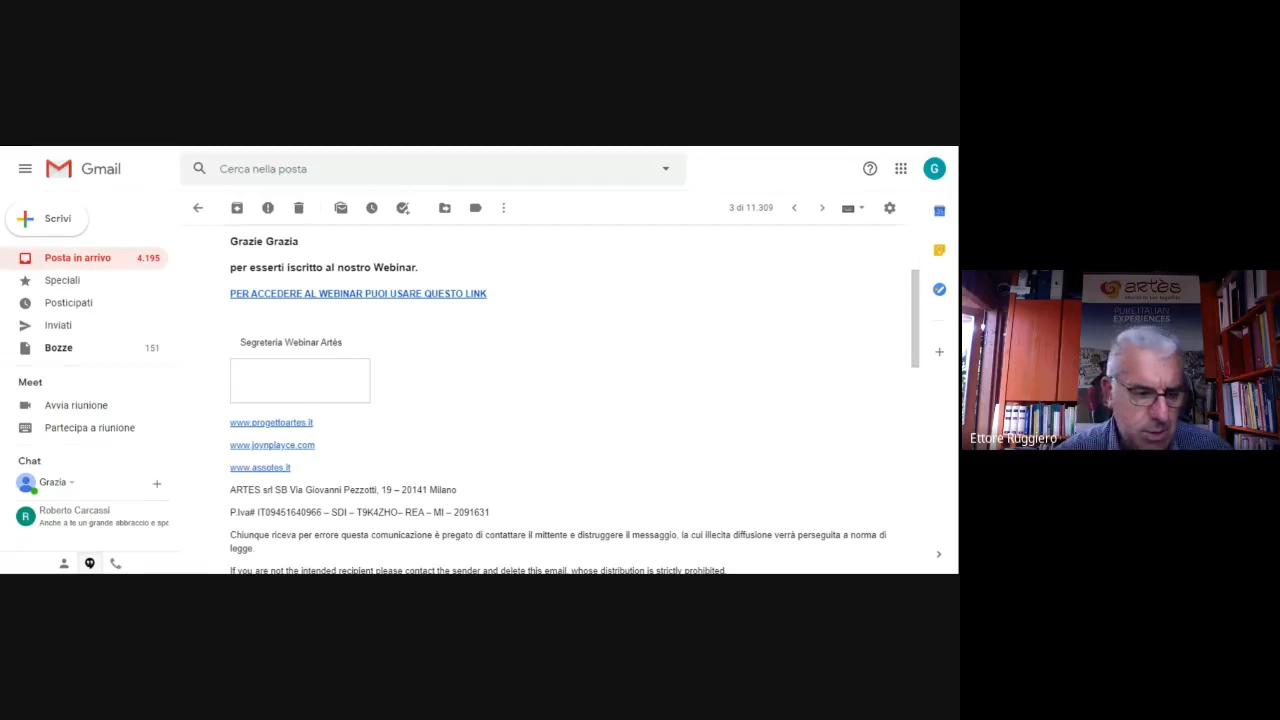 Gmail
Cerca nella posta
G
Scrivi
3 di 11.309
Posta in arrivo 4.195
Speciali
Posticipati
Inviati
Bozze 151
Meet
Avvia riunione
Partecipa a riunione
Chat
Grazia
R
Roberto Carcassi
Anche a te un grande abbraccio e spe
Grazie Grazia
per esserti iscritto al nostro Webinar.
PER ACCEDERE AL WEBINAR PUOI USARE QUESTO LINK
Segreteria Webinar Artès
www.progettoartes.it
www.joynplayce.com
www.assotes.it
ARTES srl SB Via Giovanni Pezzotti, 19 – 20141 Milano
P.Iva# IT09451640966 – SDI – T9K4ZHO– REA – MI – 2091631
Chiunque riceva per errore questa comunicazione è pregato di contattare il mittente e distruggere il messaggio, la cui illecita diffusione verrà perseguita a norma di
legge.
If you are not the intended recipient please contact the sender and delete this email, whose distribution is strictly prohibited.
artès
PURE ITALIAN
EXPERIENCES
Ettore Ruggiero